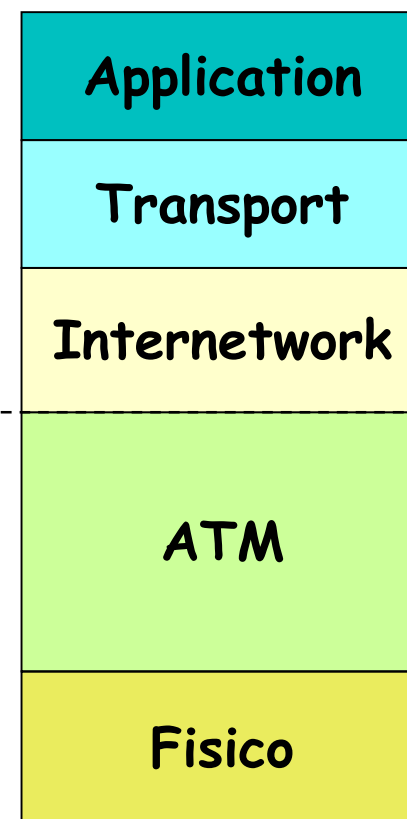 Application
Transport
Internetwork
ATM
Fisico